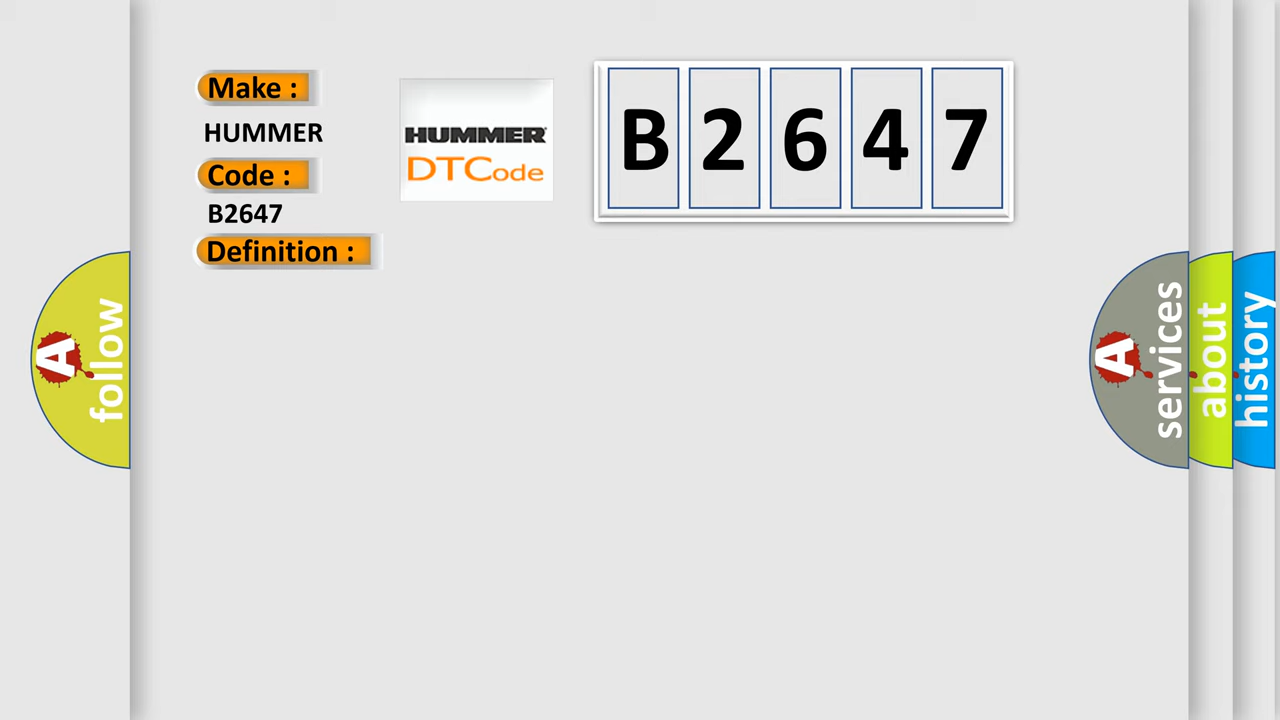 Make :
HUMMER
Code :
B2647
Definition :
HUMMER
DTCode
B 2 6 4 7
A follow
A services
about
history